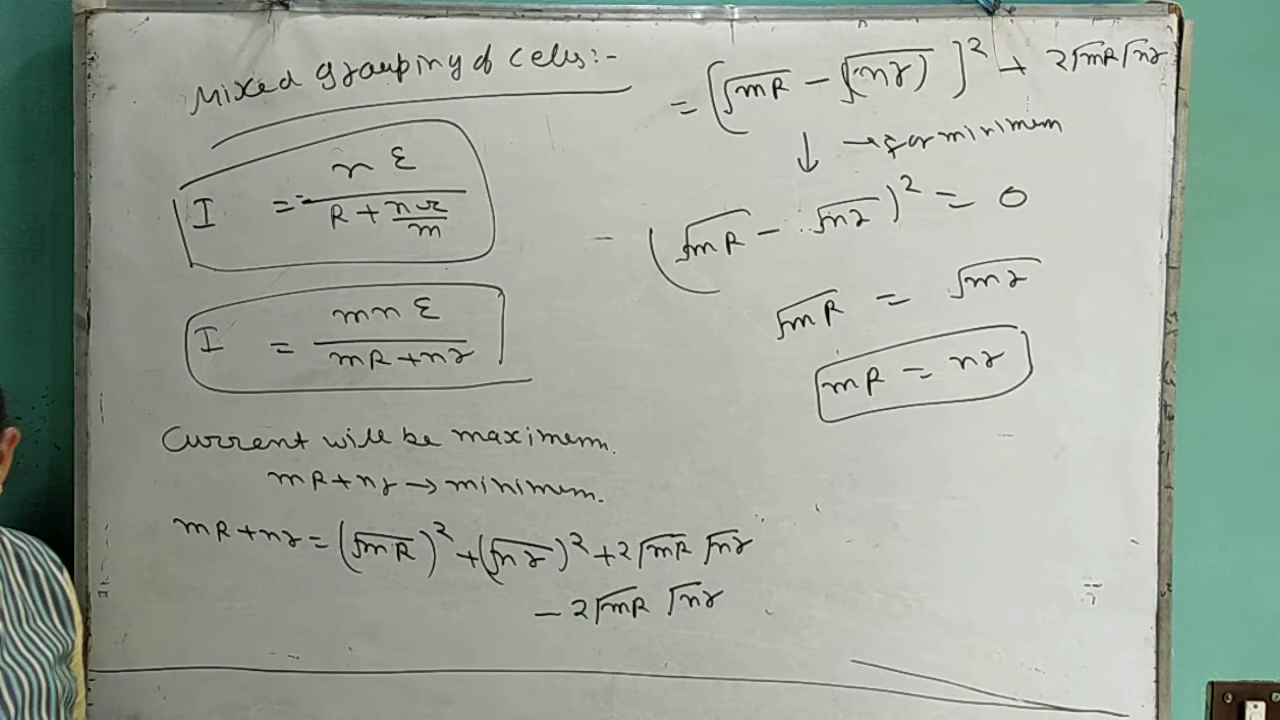 Mixed grouping of cells:-
I = nƐ / (R + nr/m)
I = mnƐ / (mR+nr)
Current will be maximum.
mR+nr → minimum.
mR+nr = (√mR)² + (√nr)² + 2√mR √nr
- 2√mR √nr
= [√mR - √(nr)]² + 2√mR√nr
↓ → for minimum
(√mR - √nr)² = 0
√mR = √nr
mR = nr